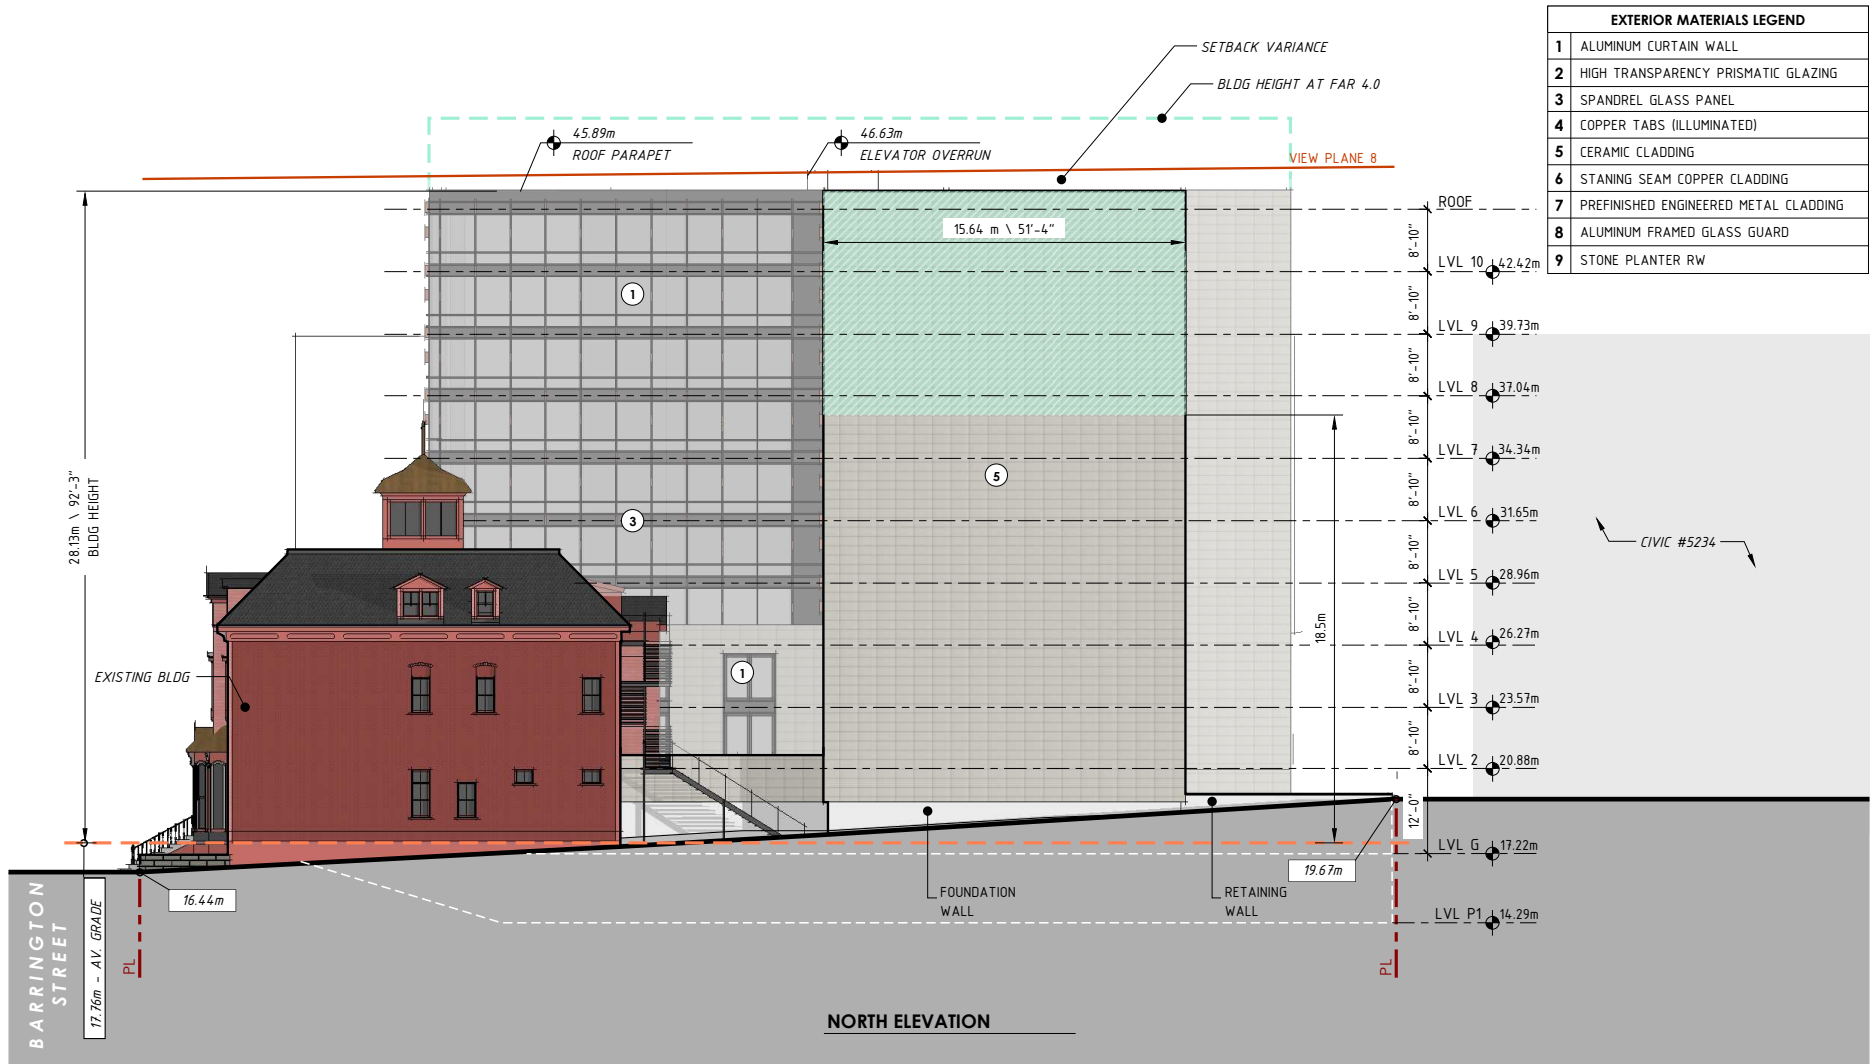 EXTERIOR MATERIALS LEGEND
1 ALUMINUM CURTAIN WALL
2 HIGH TRANSPARENCY PRISMATIC GLAZING
3 SPANDREL GLASS PANEL
4 COPPER TABS (ILLUMINATED)
5 CERAMIC CLADDING
6 STANING SEAM COPPER CLADDING
7 PREFINISHED ENGINEERED METAL CLADDING
8 ALUMINUM FRAMED GLASS GUARD
9 STONE PLANTER RW
SETBACK VARIANCE
BLDG HEIGHT AT FAR 4.0
45.89m
ROOF PARAPET
46.63m
ELEVATOR OVERRUN
VIEW PLANE 8
15.64 m \ 51'-4"
ROOF
8'-10"
LVL 10 42.42m
8'-10"
LVL 9 39.73m
8'-10"
LVL 8 37.04m
8'-10"
LVL 7 34.34m
8'-10"
LVL 6 31.65m
8'-10"
LVL 5 28.96m
8'-10"
LVL 4 26.27m
8'-10"
LVL 3 23.57m
8'-10"
LVL 2 20.88m
12'-0"
LVL G 17.22m
LVL P1 14.29m
1
3
5
1
28.13m \ 92'-3"
BLDG HEIGHT
18.5m
CIVIC #5234
EXISTING BLDG
16.44m
19.67m
FOUNDATION
WALL
RETAINING
WALL
17.76m - AV. GRADE
PL
PL
BARRINGTON
STREET
NORTH ELEVATION